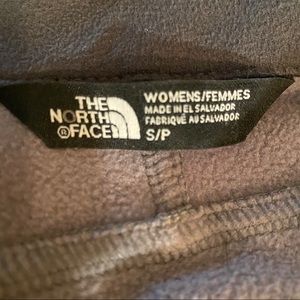 THE
NORTH
®FACE
WOMENS/FEMMES
MADE IN EL SALVADOR
FABRIQUÉ AU SALVADOR
S/P